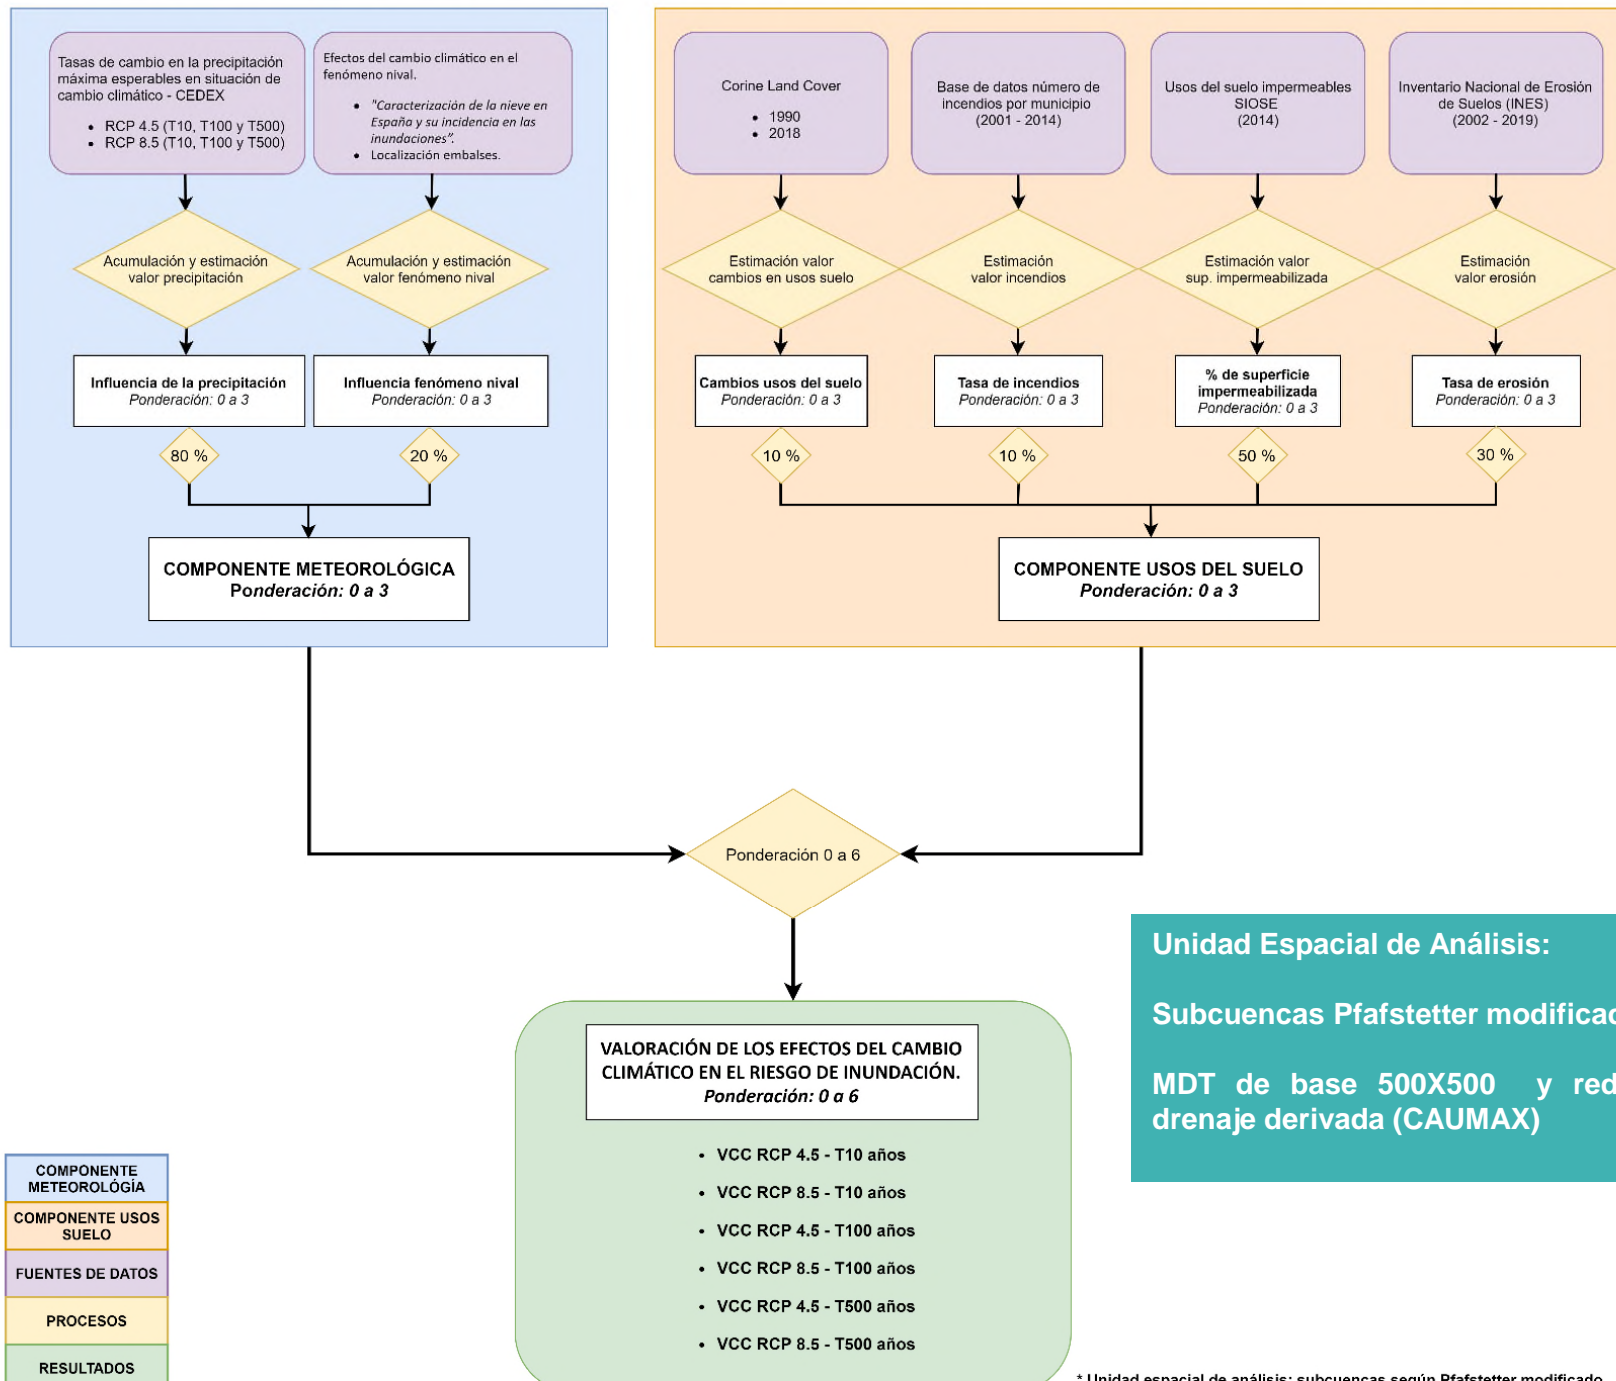 Tasas de cambio en la precipitación
máxima esperables en situación de
cambio climático - CEDEX
• RCP 4.5 (T10, T100 y T500)
• RCP 8.5 (T10, T100 y T500)
Efectos del cambio climático en el
fenómeno nival.
• "Caracterización de la nieve en
España y su incidencia en las
inundaciones".
• Localización embalses.
Corine Land Cover
• 1990
• 2018
Base de datos número de
incendios por municipio
(2001 - 2014)
Usos del suelo impermeables
SIOSE
(2014)
Inventario Nacional de Erosión
de Suelos (INES)
(2002 - 2019)
Acumulación y estimación
valor precipitación
Acumulación y estimación
valor fenómeno nival
Estimación valor
cambios en usos suelo
Estimación
valor incendios
Estimación valor
sup. impermeabilizada
Estimación
valor erosión
Influencia de la precipitación
Ponderación: 0 a 3
Influencia fenómeno nival
Ponderación: 0 a 3
Cambios usos del suelo
Ponderación: 0 a 3
Tasa de incendios
Ponderación: 0 a 3
% de superficie
impermeabilizada
Ponderación: 0 a 3
Tasa de erosión
Ponderación: 0 a 3
80 %
20 %
10 %
10 %
50 %
30 %
COMPONENTE METEOROLÓGICA
Ponderación: 0 a 3
COMPONENTE USOS DEL SUELO
Ponderación: 0 a 3
Ponderación 0 a 6
Unidad Espacial de Análisis:
Subcuencas Pfafstetter
MDT de base 500X500 y red
drenaje derivada (CAUMAX)
VALORACIÓN DE LOS EFECTOS DEL CAMBIO
CLIMÁTICO EN EL RIESGO DE INUNDACIÓN.
Ponderación: 0 a 6
• VCC RCP 4.5 - T10 años
• VCC RCP 8.5 - T10 años
• VCC RCP 4.5 - T100 años
• VCC RCP 8.5 - T100 años
• VCC RCP 4.5 - T500 años
• VCC RCP 8.5 - T500 años
COMPONENTE
METEOROLÓGÍA
COMPONENTE USOS
SUELO
FUENTES DE DATOS
PROCESOS
RESULTADOS
* Unidad espacial de análisis: subcuencas según Pfafstetter modificado